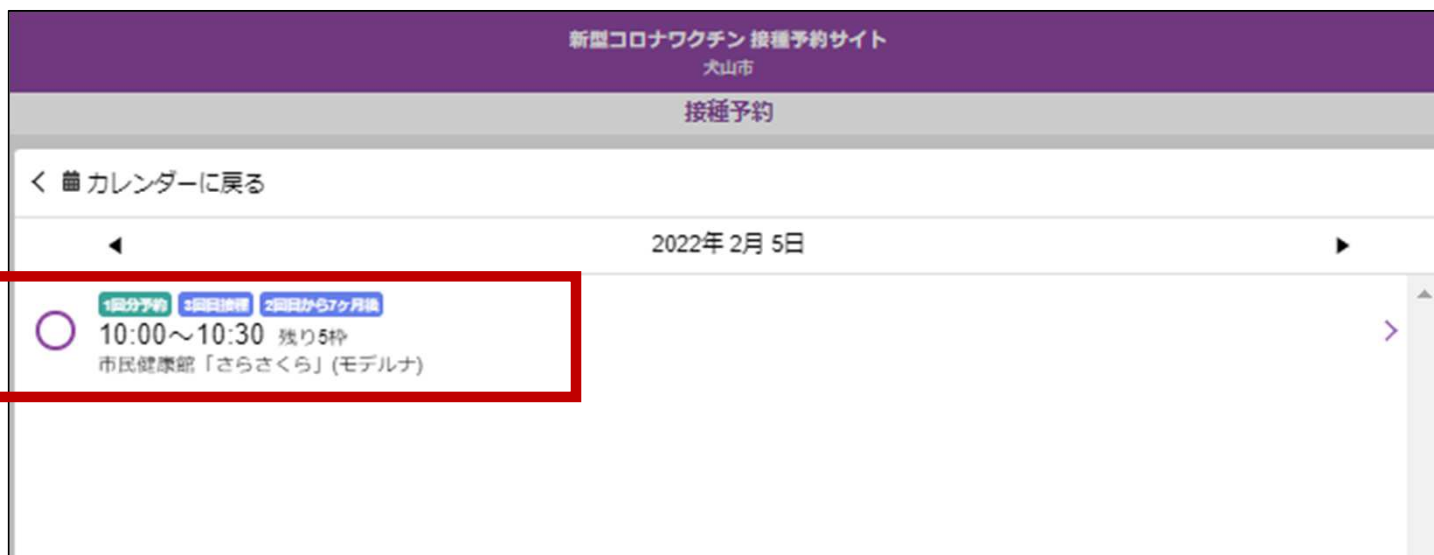 新型コロナワクチン 接種予約サイト
犬山市
接種予約
カレンダーに戻る
2022年 2月 5日
1回分予約 3回目接種 2回目から7ヶ月後
10:00～10:30 残り5枠
市民健康館「さらさくら」(モデルナ)